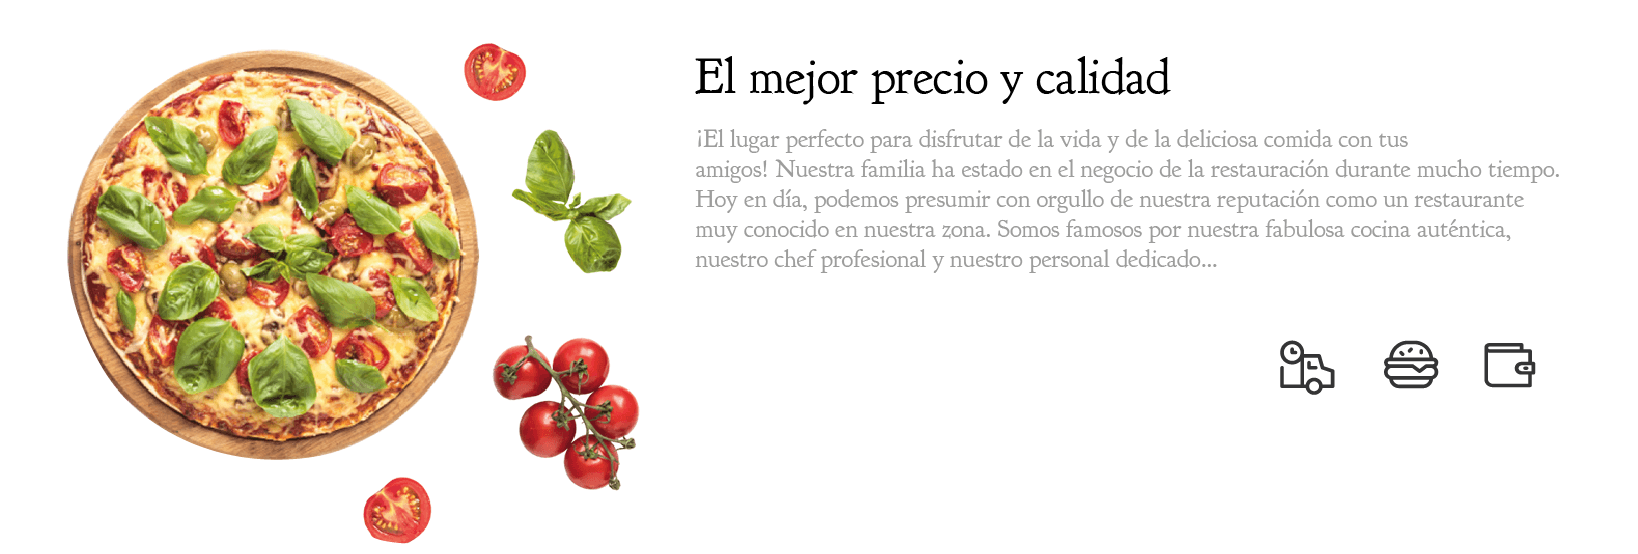 El mejor precio y calidad
¡El lugar perfecto para disfrutar de la vida y de la deliciosa comida con tus
amigos! Nuestra familia ha estado en el negocio de la restauración durante mucho tiempo.
Hoy en día, podemos presumir con orgullo de nuestra reputación como un restaurante
muy conocido en nuestra zona. Somos famosos por nuestra fabulosa cocina auténtica,
nuestro chef profesional y nuestro personal dedicado...